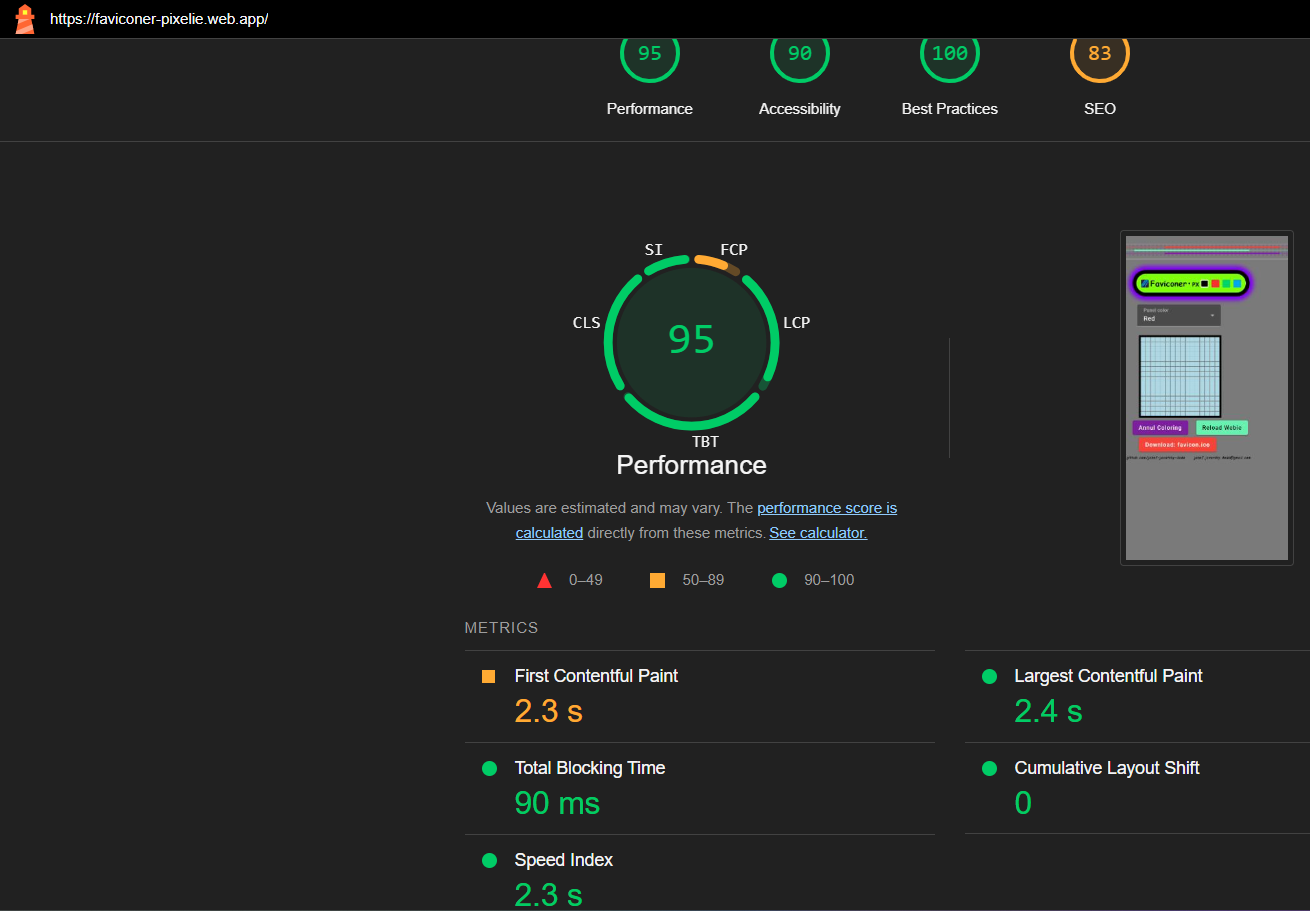 https://faviconer-pixelie.web.app/
95 90 100 83
Performance Accessibility Best Practices SEO
SI FCP
CLS LCP
95
TBT
Performance
Values are estimated and may vary. The performance score is
calculated directly from these metrics. See calculator.
0–49 50–89 90–100
Faviconer · PX
Red
Annul Coloring Reload Webie
Download: favicon.ico
METRICS
First Contentful Paint
2.3 s
Largest Contentful Paint
2.4 s
Total Blocking Time
90 ms
Cumulative Layout Shift
0
Speed Index
2.3 s